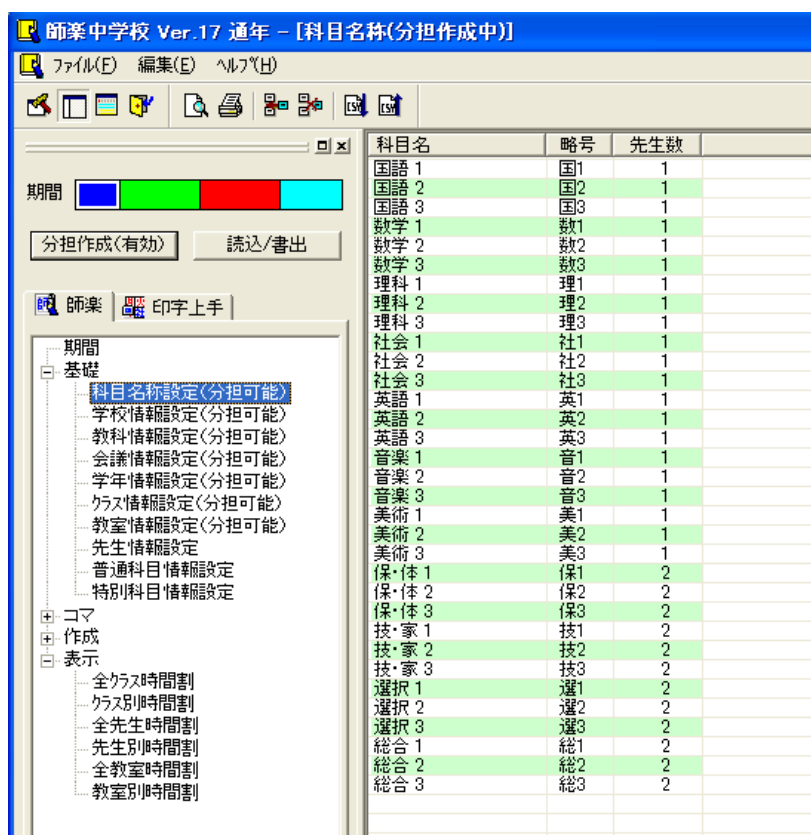 師楽中学校 Ver.17 通年 - [科目名称(分担作成中)]
ﾌｧｲﾙ(F) 編集(E) ﾍﾙﾌﾟ(H)
CSV CSV
期間
分担作成(有効) 読込/書出
師楽 印字上手
期間
基礎
科目名称設定(分担可能)
学校情報設定(分担可能)
教科情報設定(分担可能)
会議情報設定(分担可能)
学年情報設定(分担可能)
ｸﾗｽ情報設定(分担可能)
教室情報設定(分担可能)
先生情報設定
普通科目情報設定
特別科目情報設定
コマ
作成
表示
全ｸﾗｽ時間割
ｸﾗｽ別時間割
全先生時間割
先生別時間割
全教室時間割
教室別時間割
科目名 略号 先生数
国語 1 国1 1
国語 2 国2 1
国語 3 国3 1
数学 1 数1 1
数学 2 数2 1
数学 3 数3 1
理科 1 理1 1
理科 2 理2 1
理科 3 理3 1
社会 1 社1 1
社会 2 社2 1
社会 3 社3 1
英語 1 英1 1
英語 2 英2 1
英語 3 英3 1
音楽 1 音1 1
音楽 2 音2 1
音楽 3 音3 1
美術 1 美1 1
美術 2 美2 1
美術 3 美3 1
保･体 1 保1 2
保･体 2 保2 2
保･体 3 保3 2
技･家 1 技1 2
技･家 2 技2 2
技･家 3 技3 2
選択 1 選1 2
選択 2 選2 2
選択 3 選3 2
総合 1 総1 2
総合 2 総2 2
総合 3 総3 2